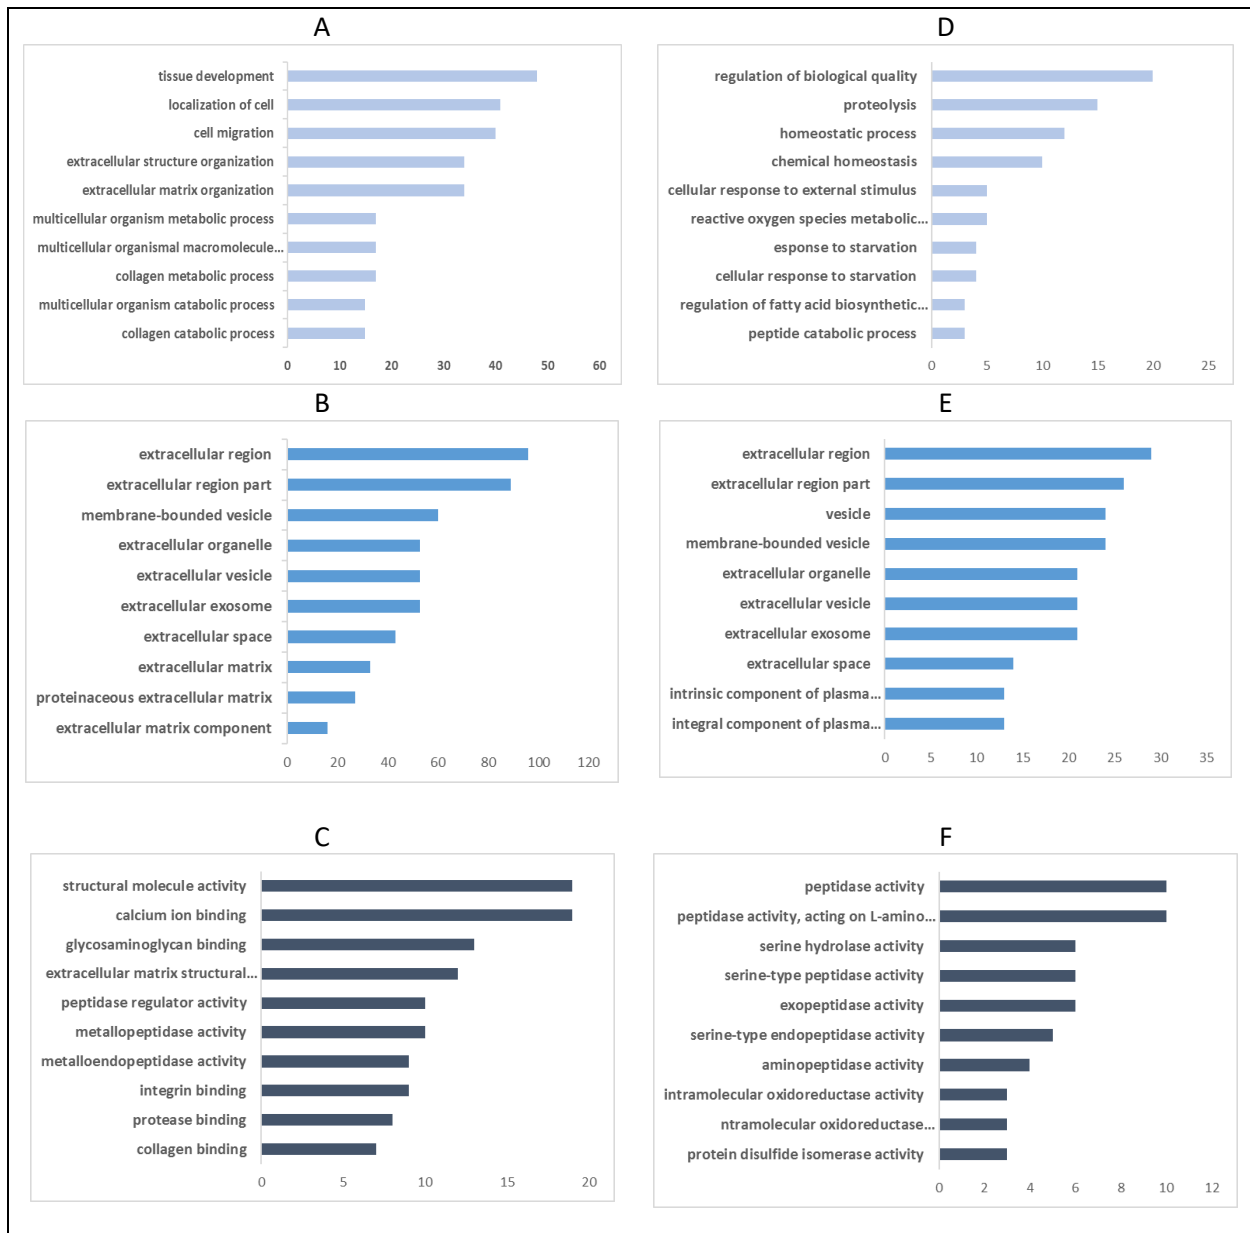 A
tissue development
localization of cell
cell migration
extracellular structure organization
extracellular matrix organization
multicellular organism metabolic process
multicellular organismal macromolecule...
collagen metabolic process
multicellular organism catabolic process
collagen catabolic process
0 10 20 30 40 50 60
D
regulation of biological quality
proteolysis
homeostatic process
chemical homeostasis
cellular response to external stimulus
reactive oxygen species metabolic...
esponse to starvation
cellular response to starvation
regulation of fatty acid biosynthetic...
peptide catabolic process
0 5 10 15 20 25
B
extracellular region
extracellular region part
membrane-bounded vesicle
extracellular organelle
extracellular vesicle
extracellular exosome
extracellular space
extracellular matrix
proteinaceous extracellular matrix
extracellular matrix component
0 20 40 60 80 100 120
E
extracellular region
extracellular region part
vesicle
membrane-bounded vesicle
extracellular organelle
extracellular vesicle
extracellular exosome
extracellular space
intrinsic component of plasma...
integral component of plasma...
0 5 10 15 20 25 30 35
C
structural molecule activity
calcium ion binding
glycosaminoglycan binding
extracellular matrix structural...
peptidase regulator activity
metallopeptidase activity
metalloendopeptidase activity
integrin binding
protease binding
collagen binding
0 5 10 15 20
F
peptidase activity
peptidase activity, acting on L-amino...
serine hydrolase activity
serine-type peptidase activity
exopeptidase activity
serine-type endopeptidase activity
aminopeptidase activity
intramolecular oxidoreductase activity
ntramolecular oxidoreductase...
protein disulfide isomerase activity
0 2 4 6 8 10 12